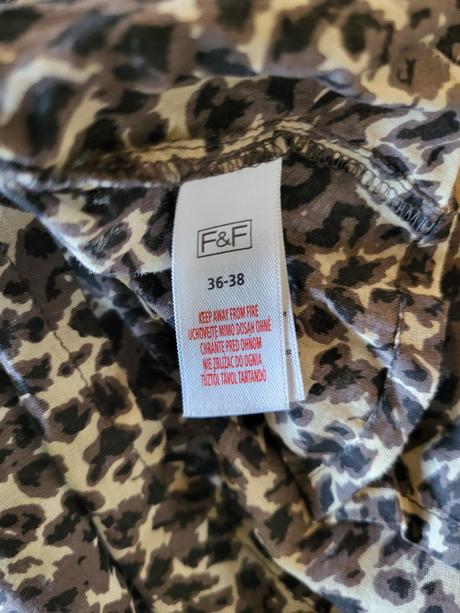 F&F
36-38
KEEP AWAY FROM FIRE
UCHOVEJTE MIMO DOSAH OHNĚ
CHRÁNTE PRED OHŇOM
NIE ZBLIŻAĆ DO OGNIA
TŰZTŐL TÁVOL TARTANDÓ